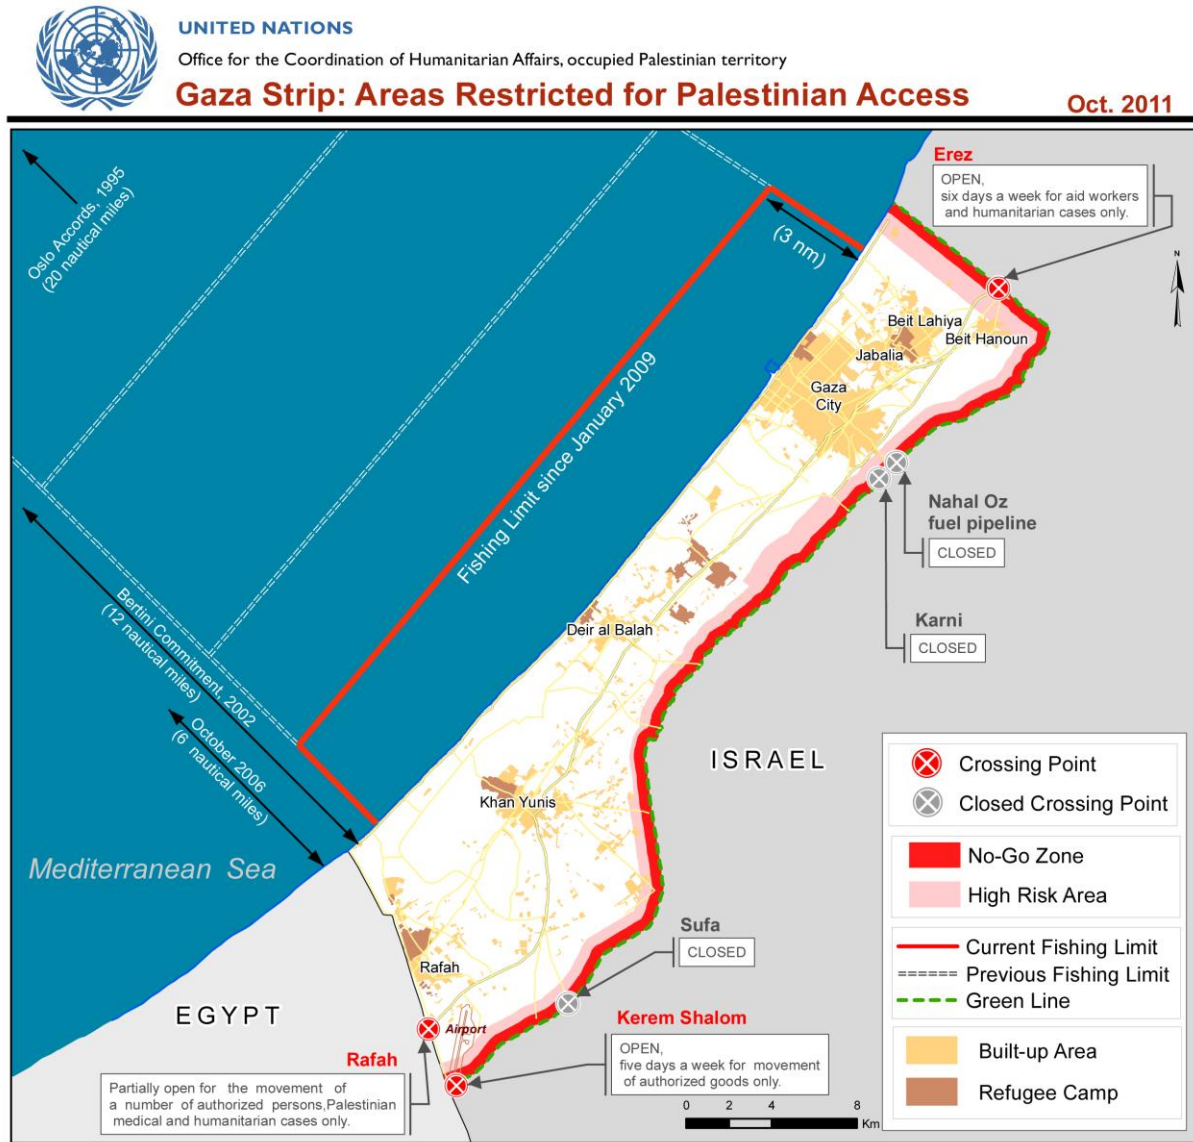 UNITED NATIONS
Office for the Coordination of Humanitarian Affairs, occupied Palestinian territory
Gaza Strip: Areas Restricted for Palestinian Access
Oct. 2011
Oslo Accords, 1995
(20 nautical miles)
Erez
OPEN,
six days a week for aid workers
and humanitarian cases only.
N
(3 nm)
Beit Lahiya
Beit Hanoun
Jabalia
Gaza
City
Fishing Limit since January 2009
Nahal Oz
fuel pipeline
CLOSED
Karni
CLOSED
Deir al Balah
Bertini Commitment, 2002
(12 nautical miles)
October 2006
(6 nautical miles)
ISRAEL
Khan Yunis
Mediterranean Sea
Sufa
CLOSED
Rafah
EGYPT
Airport
Kerem Shalom
OPEN,
five days a week for movement
of authorized goods only.
Rafah
Partially open for the movement of
a number of authorized persons,Palestinian
medical and humanitarian cases only.
Crossing Point
Closed Crossing Point
No-Go Zone
High Risk Area
Current Fishing Limit
Previous Fishing Limit
Green Line
Built-up Area
Refugee Camp
0 2 4 8
Km